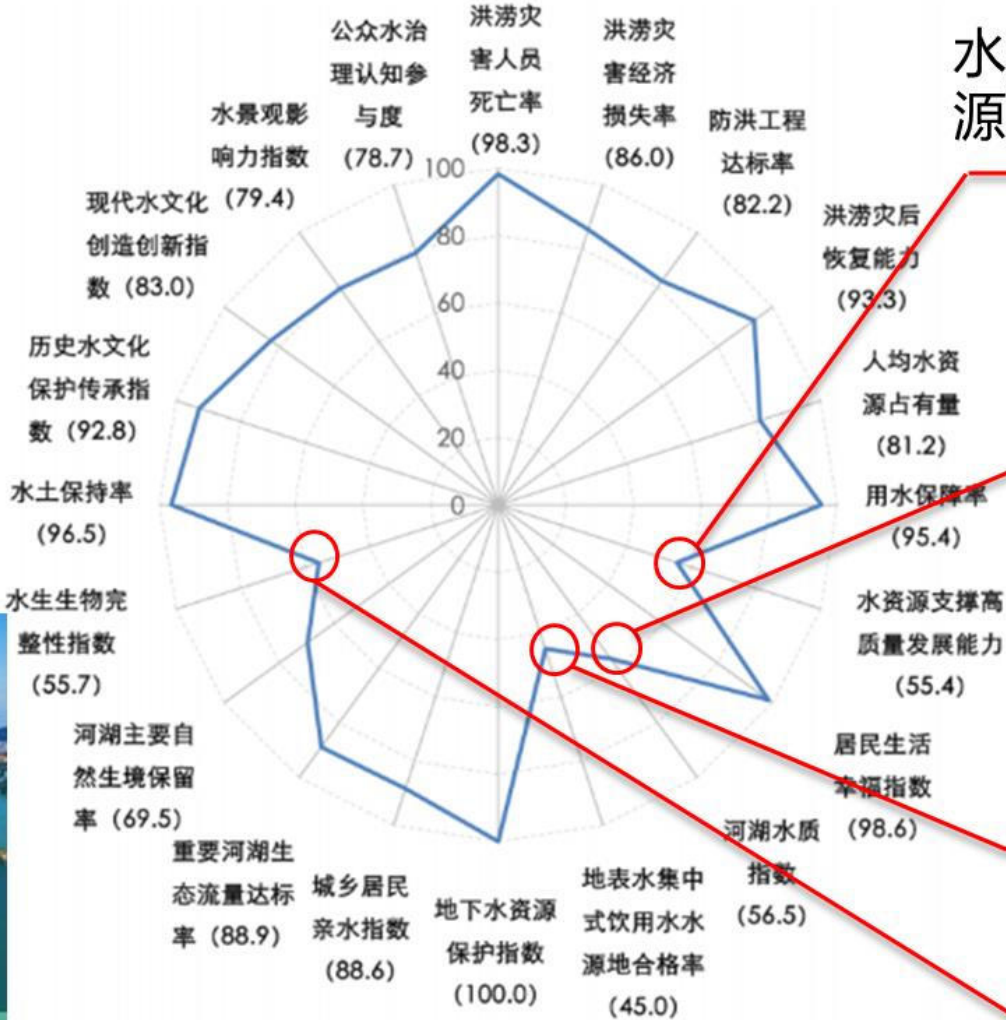 洪涝灾
害人员
死亡率
(98.3)
洪涝灾
害经济
损失率
(86.0)
防洪工程
达标率
(82.2)
洪涝灾后
恢复能力
(93.3)
人均水资
源占有量
(81.2)
用水保障率
(95.4)
水资源支撑高
质量发展能力
(55.4)
居民生活
幸福指数
(98.6)
河湖水质
指数
(56.5)
地表水集中
式饮用水水
源地合格率
(45.0)
地下水资源
保护指数
(100.0)
城乡居民
亲水指数
(88.6)
重要河湖生
态流量达标
率 (88.9)
河湖主要自
然生境保留
率 (69.5)
水生生物完
整性指数
(55.7)
水土保持率
(96.5)
历史水文化
保护传承指
数 (92.8)
现代水文化
创造创新指
数 (83.0)
水景观影
响力指数
(79.4)
公众水治
理认知参
与度
(78.7)
100
80
60
40
20
0
水
源